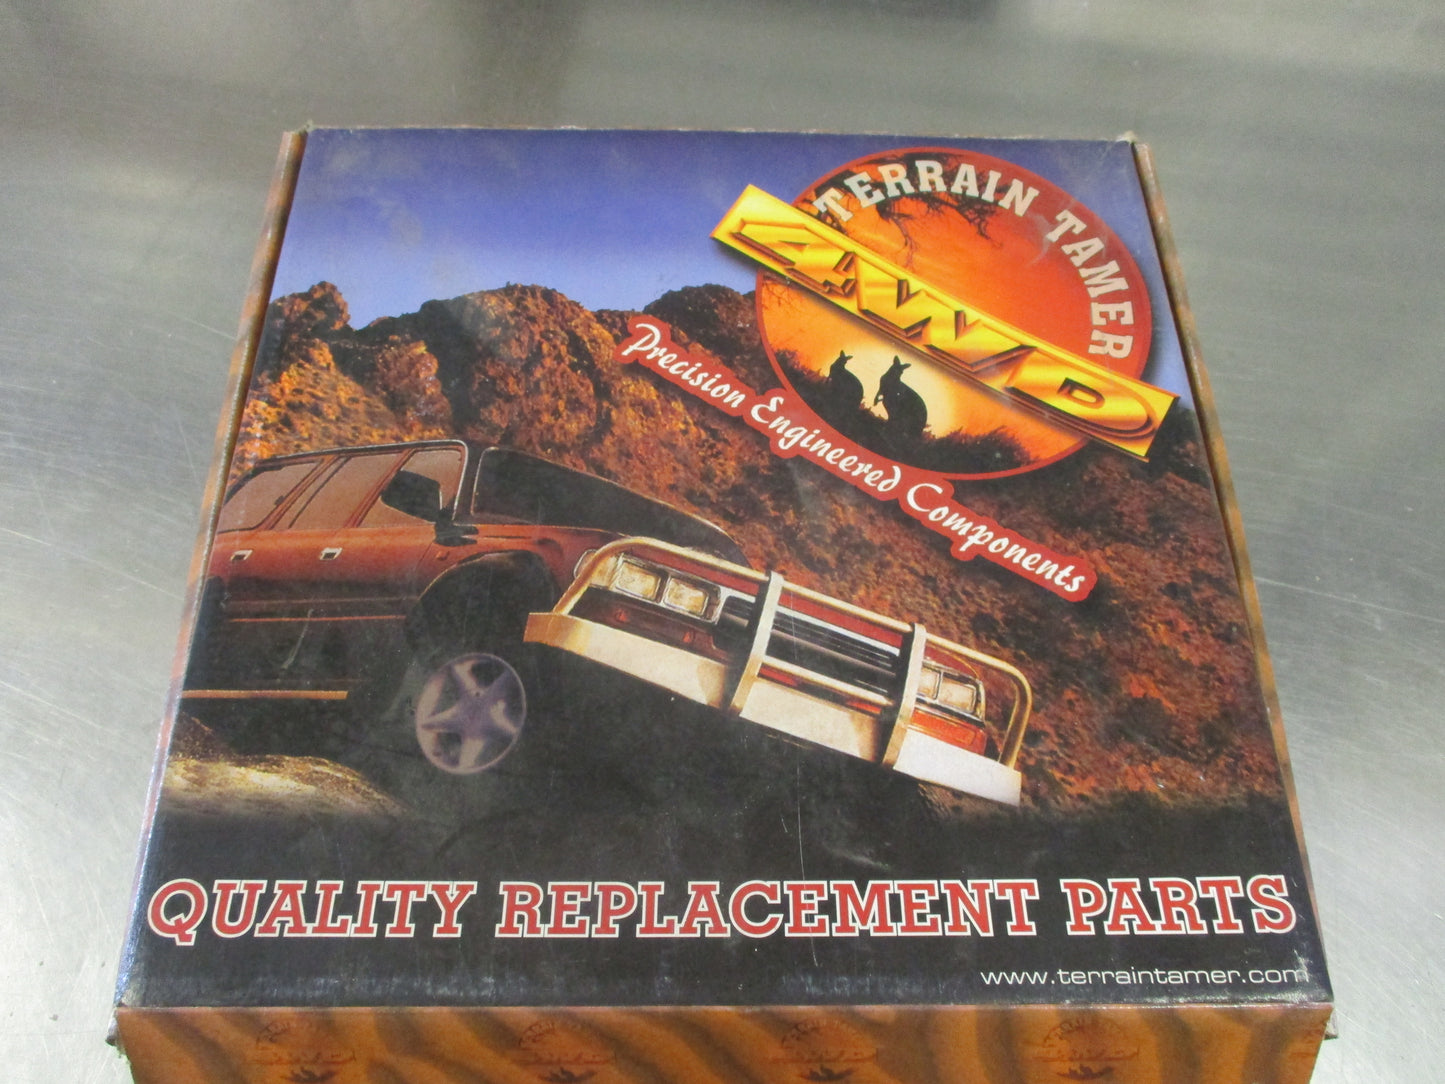 TERRAIN TAMER
4WD
Precision Engineered Components
QUALITY REPLACEMENT PARTS
www.terraintamer.com